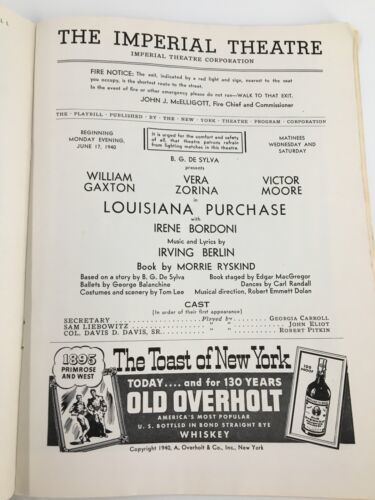 THE IMPERIAL THEATRE
IMPERIAL THEATRE CORPORATION
FIRE NOTICE: The exit, indicated by a red light and sign, nearest to the seat
you occupy, is the shortest route to the street.
In the event of fire or other emergency please do not run—WALK TO THAT EXIT.
JOHN J. McELLIGOTT, Fire Chief and Commissioner
THE · PLAYBILL · PUBLISHED · BY · THE · NEW · YORK · THEATRE · PROGRAM · CORPORATION
BEGINNING
MONDAY EVENING,
JUNE 17, 1940
It is urged for the comfort and safety
of all, that theatre patrons refrain
from lighting matches in this theatre.
MATINEES
WEDNESDAY AND
SATURDAY
B. G. DE SYLVA
presents
WILLIAM GAXTON
VERA ZORINA
VICTOR MOORE
in
LOUISIANA PURCHASE
with
IRENE BORDONI
Music and Lyrics by
IRVING BERLIN
Book by MORRIE RYSKIND
Based on a story by B. G. De Sylva Book staged by Edgar MacGregor
Ballets by George Balanchine Dances by Carl Randall
Costumes and scenery by Tom Lee Musical direction, Robert Emmett Dolan
CAST
(In order of their first appearance)
SECRETARY Played by: GEORGIA CARROLL
SAM LIEBOWITZ " " JOHN ELIOT
COL. DAVIS D. DAVIS, SR. " " ROBERT PITKIN
1895
PRIMROSE
AND WEST
The Toast of New York
TODAY....and for 130 YEARS
OLD OVERHOLT
AMERICA'S MOST POPULAR
U. S. BOTTLED IN BOND STRAIGHT RYE
WHISKEY
Copyright 1940, A. Overholt & Co., Inc., New York